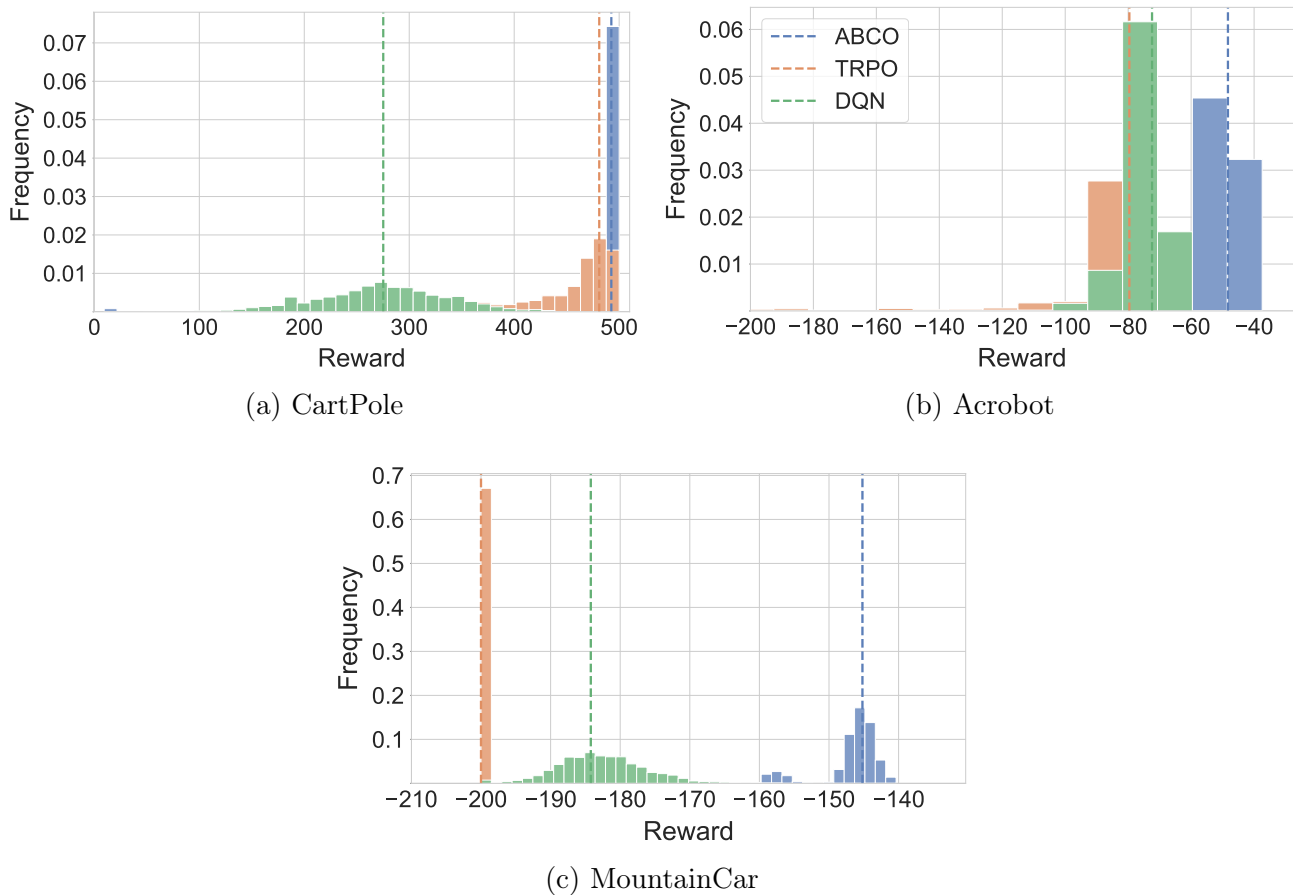 0.07
0.06
0.05
0.04
0.03
0.02
0.01
Frequency
0 100 200 300 400 500
Reward
(a) CartPole
0.06
0.05
0.04
0.03
0.02
0.01
Frequency
ABCO
TRPO
DQN
−200 −180 −160 −140 −120 −100 −80 −60 −40
Reward
(b) Acrobot
0.7
0.6
0.5
0.4
0.3
0.2
0.1
Frequency
−210 −200 −190 −180 −170 −160 −150 −140
Reward
(c) MountainCar